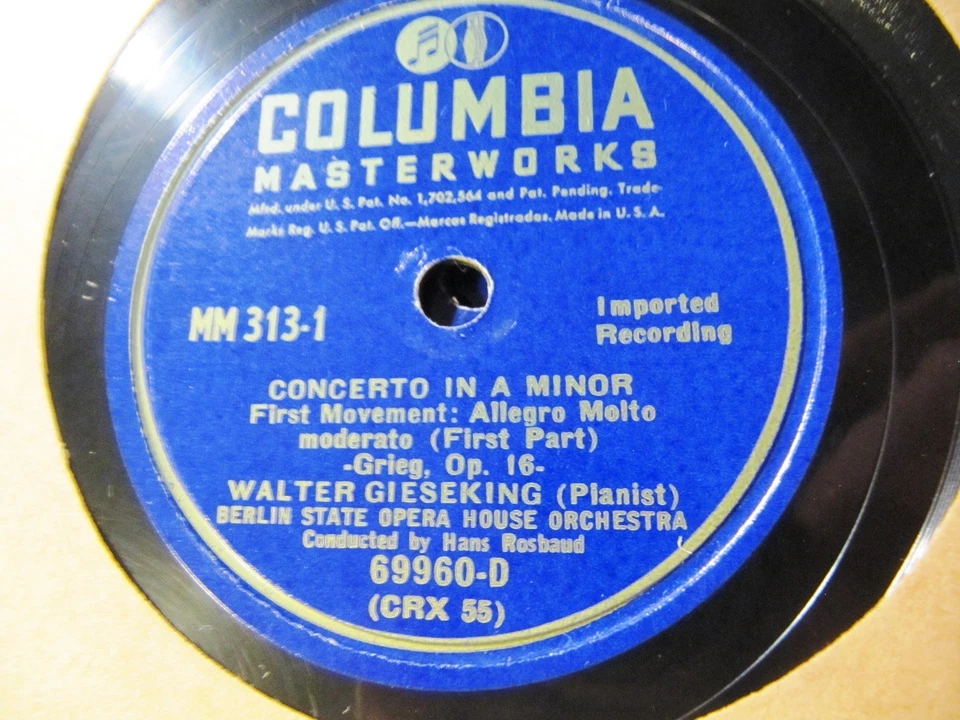 COLUMBIA
MASTERWORKS
Mfrd. under U. S. Pat. No. 1,702,564 and Pat. Pending. Trade-
Marks Reg. U. S. Pat. Off.—Marcas Registradas. Made in U. S. A.
MM 313-1
Imported
Recording
CONCERTO IN A MINOR
First Movement: Allegro Molto
moderato (First Part)
-Grieg, Op. 16-
WALTER GIESEKING (Pianist)
BERLIN STATE OPERA HOUSE ORCHESTRA
Conducted by Hans Rosbaud
69960-D
(CRX 55)